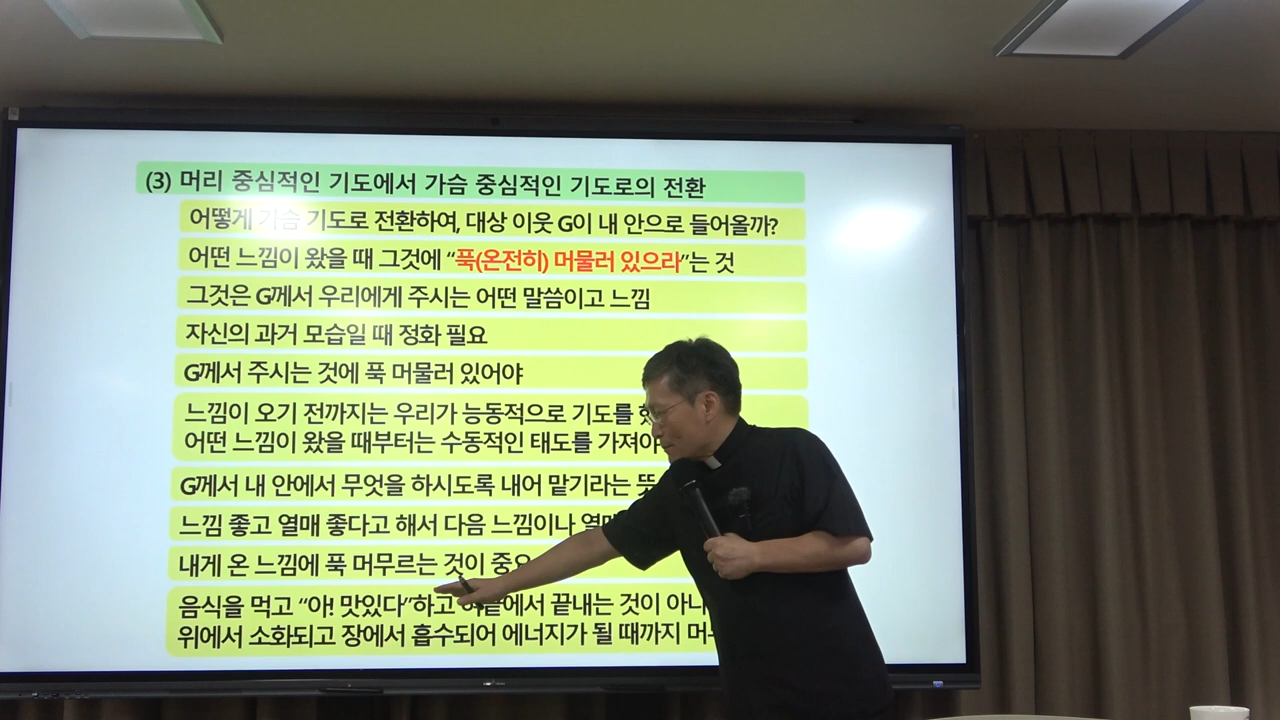 (3) 머리 중심적인 기도에서 가슴 중심적인 기도로의 전환
어떻게 가슴 기도로 전환하여, 대상 이웃 G이 내 안으로 들어올까?
어떤 느낌이 왔을 때 그것에 “푹(온전히) 머물러 있으라”는 것
그것은 G께서 우리에게 주시는 어떤 말씀이고 느낌
자신의 과거 모습일 때 정화 필요
G께서 주시는 것에 푹 머물러 있어야
느낌이 오기 전까지는 우리가 능동적으로 기도를
어떤 느낌이 왔을 때부터는 수동적인 태도를 가져야
G께서 내 안에서 무엇을 하시도록 내어 맡기라는 뜻
느낌 좋고 열매 좋다고 해서 다음 느낌이나
내게 온 느낌에 푹 머무르는 것이
음식을 먹고 “아! 맛있다”하고 에서 끝내는 것이
위에서 소화되고 장에서 흡수되어 에너지가 될 때까지